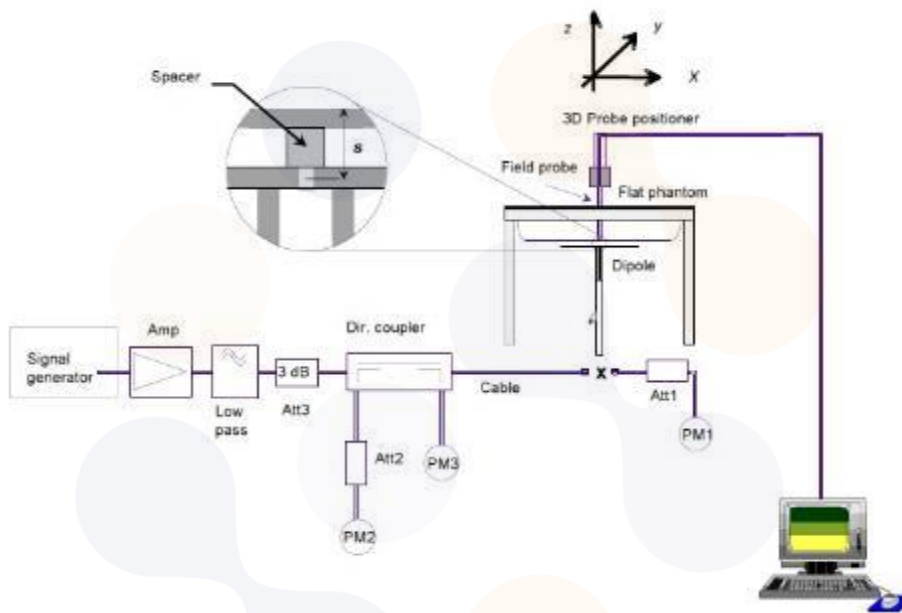 z
y
X
Spacer
s
3D Probe positioner
Field probe
Flat phantom
Dipole
Signal
generator
Amp
Low
pass
3 dB
Att3
Dir. coupler
Att2
PM2
PM3
Cable
X
Att1
PM1